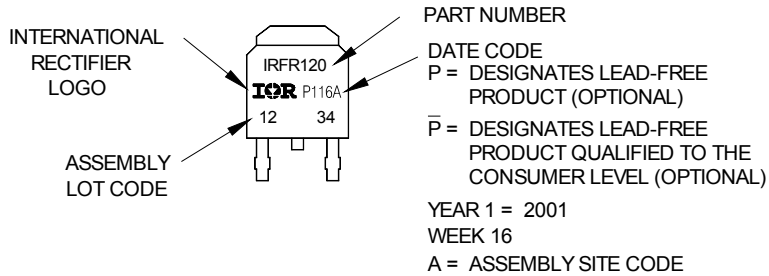 INTERNATIONAL
RECTIFIER
LOGO
ASSEMBLY
LOT CODE
IRFR120
IOR P116A
12 34
PART NUMBER
DATE CODE
P = DESIGNATES LEAD-FREE
PRODUCT (OPTIONAL)
P̅ = DESIGNATES LEAD-FREE
PRODUCT QUALIFIED TO THE
CONSUMER LEVEL (OPTIONAL)
YEAR 1 = 2001
WEEK 16
A = ASSEMBLY SITE CODE